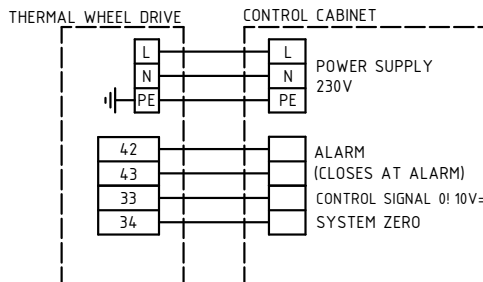 THERMAL WHEEL DRIVE
CONTROL CABINET
L
L
N
N
PE
PE
POWER SUPPLY
230V
42
43
33
34
ALARM
(CLOSES AT ALARM)
CONTROL SIGNAL 0! 10V=
SYSTEM ZERO